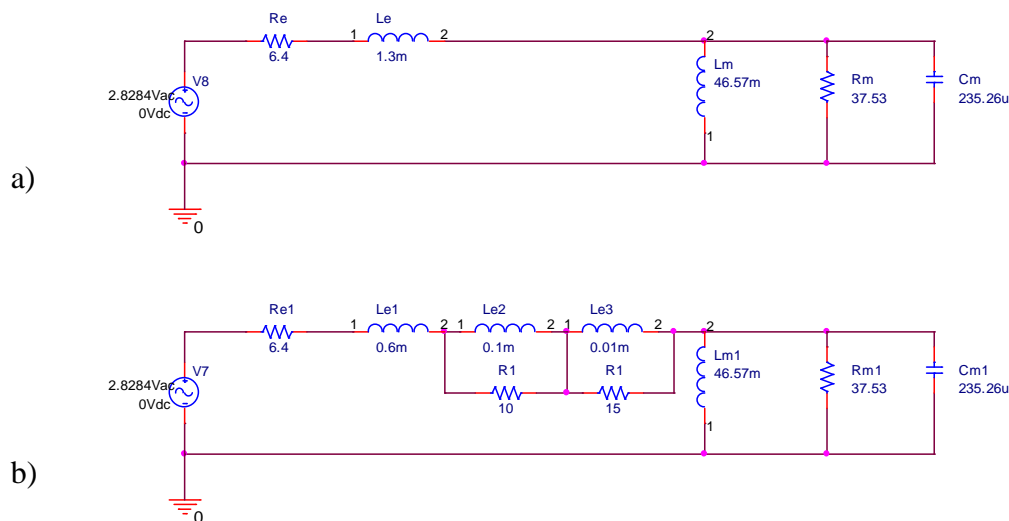 Re
Le
1 2
6.4
1.3m
2
V8
2.8284Vac
0Vdc
Lm
46.57m
1
Rm
37.53
Cm
235.26u
a)
0
Re1
Le1
Le2
Le3
1 2 1 2 1 2 2
6.4
0.6m
0.1m
0.01m
V7
2.8284Vac
0Vdc
R1
10
R1
15
Lm1
46.57m
1
Rm1
37.53
Cm1
235.26u
b)
0